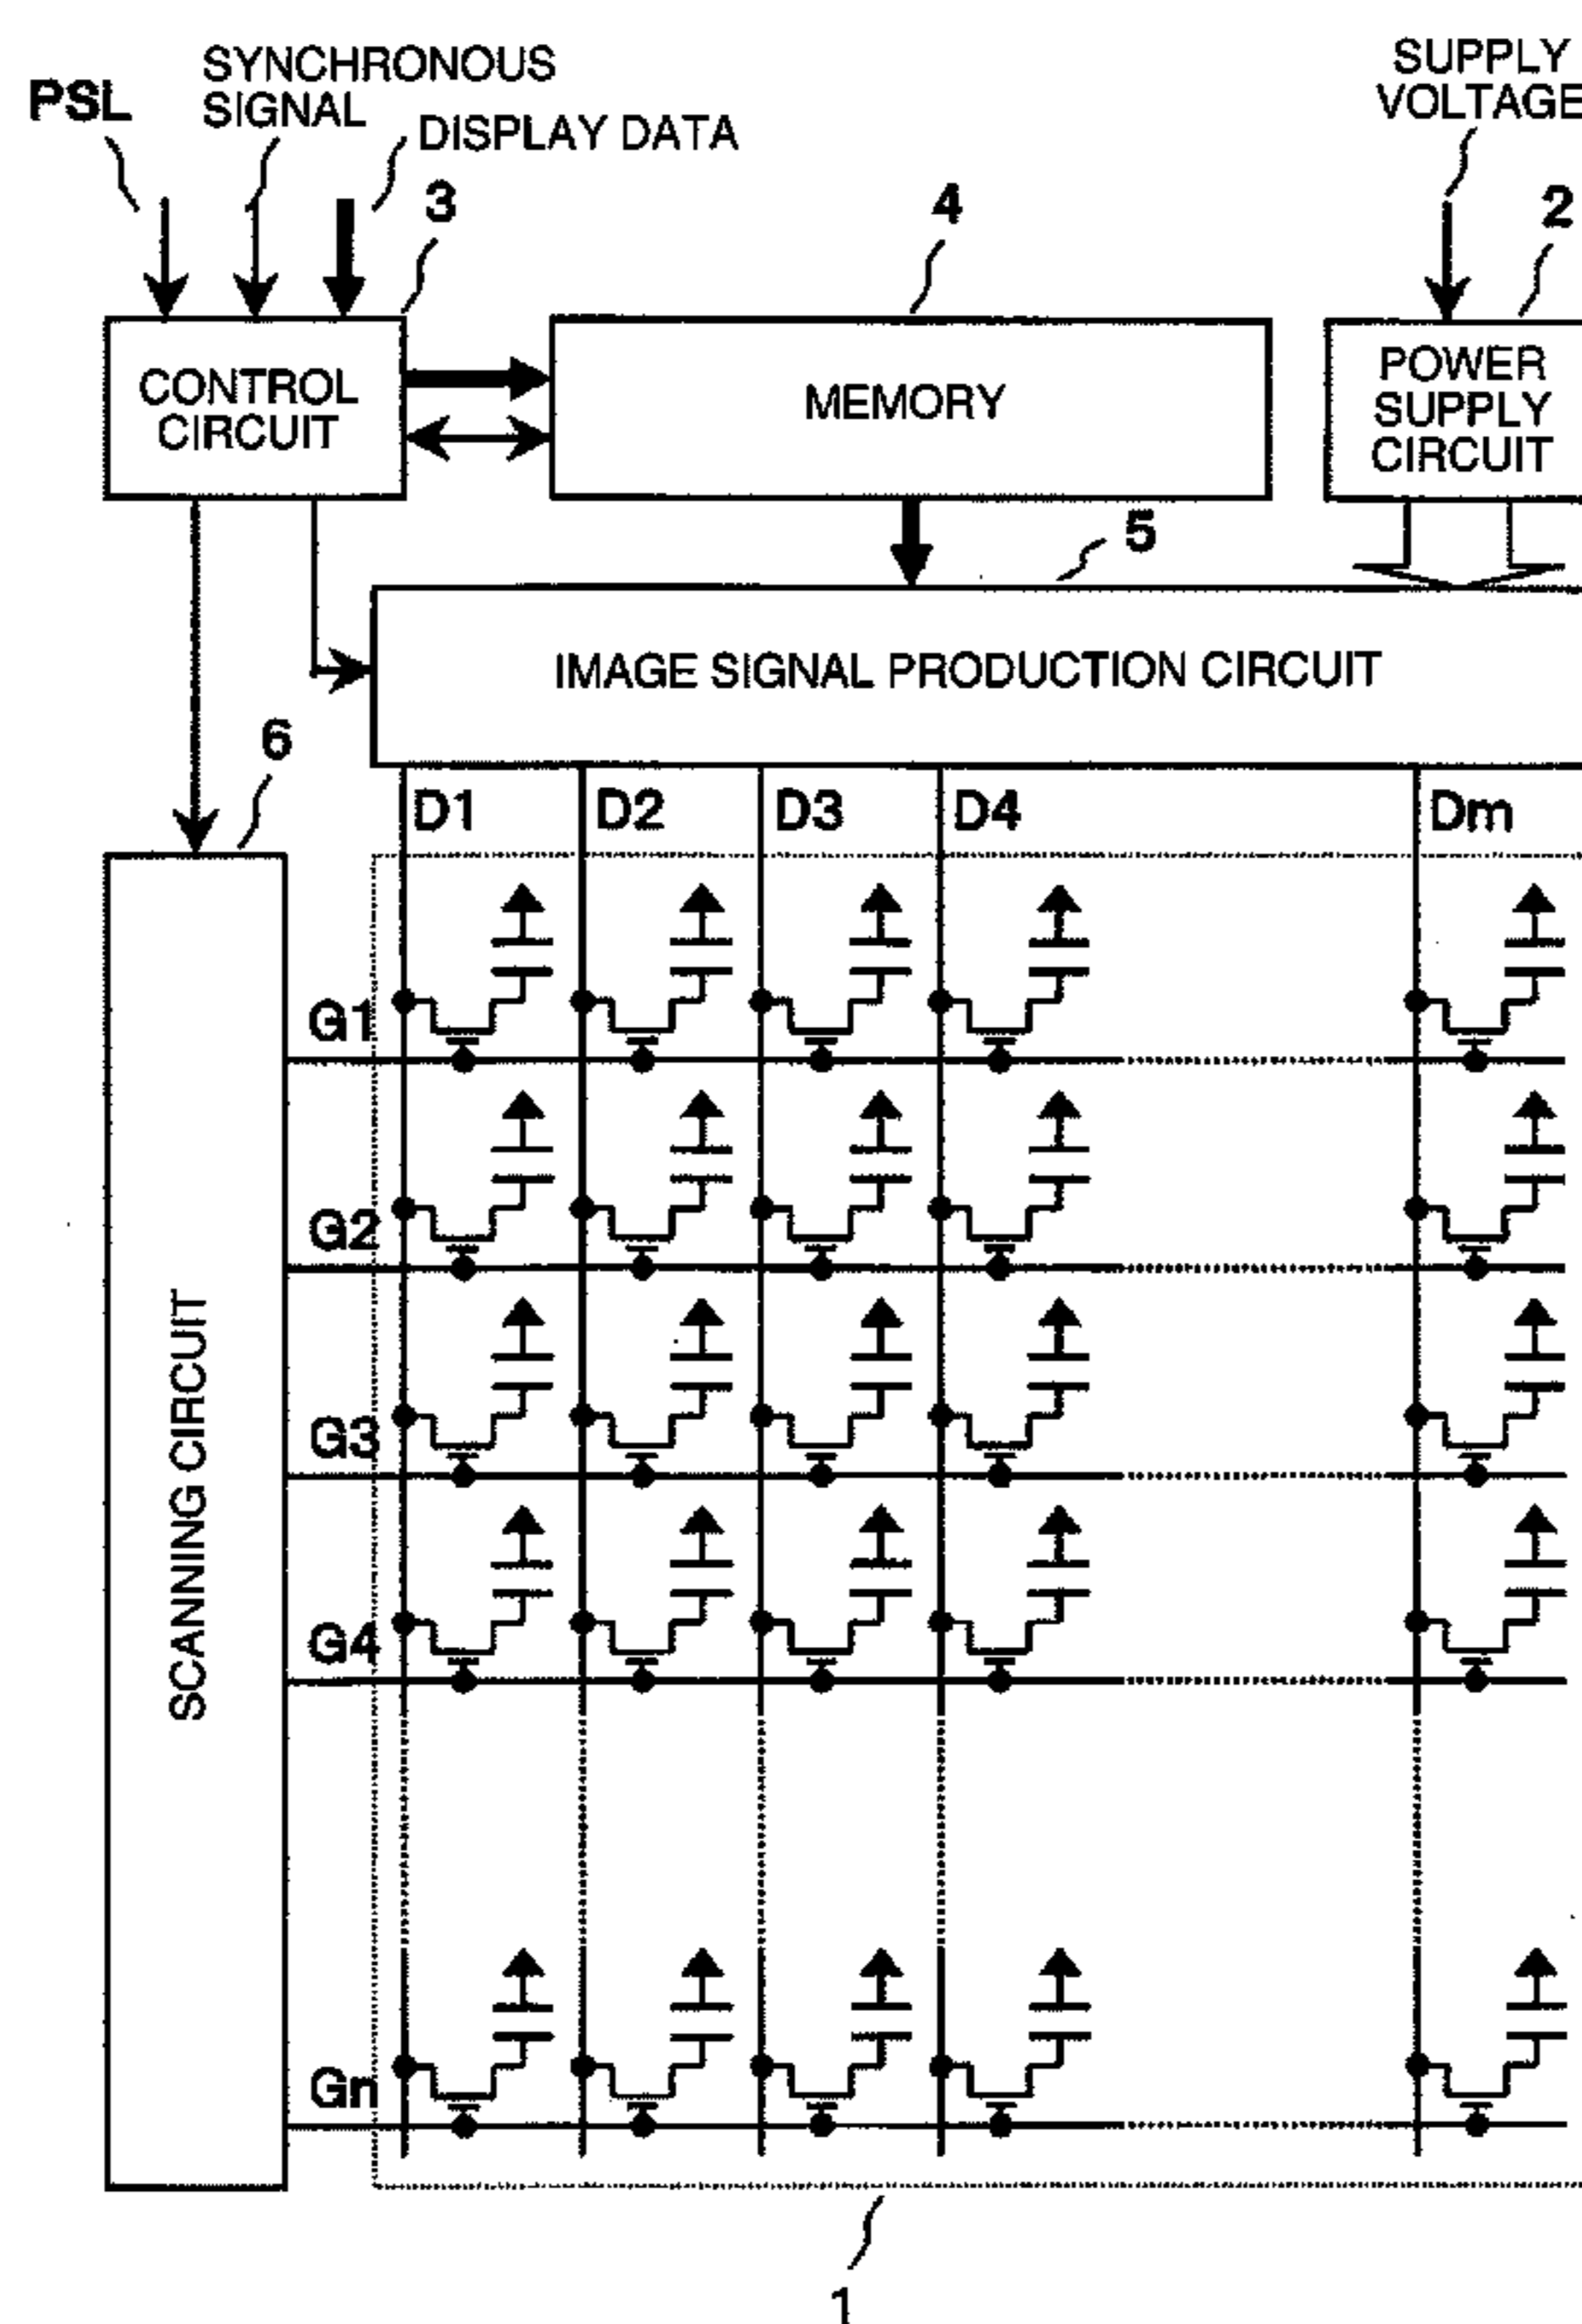 SYNCHRONOUS
SIGNAL
PSL
DISPLAY DATA
SUPPLY
VOLTAGE
3
4
2
CONTROL
CIRCUIT
MEMORY
POWER
SUPPLY
CIRCUIT
5
IMAGE SIGNAL PRODUCTION CIRCUIT
6
D1 D2 D3 D4 Dm
G1
G2
G3
G4
Gn
SCANNING CIRCUIT
1